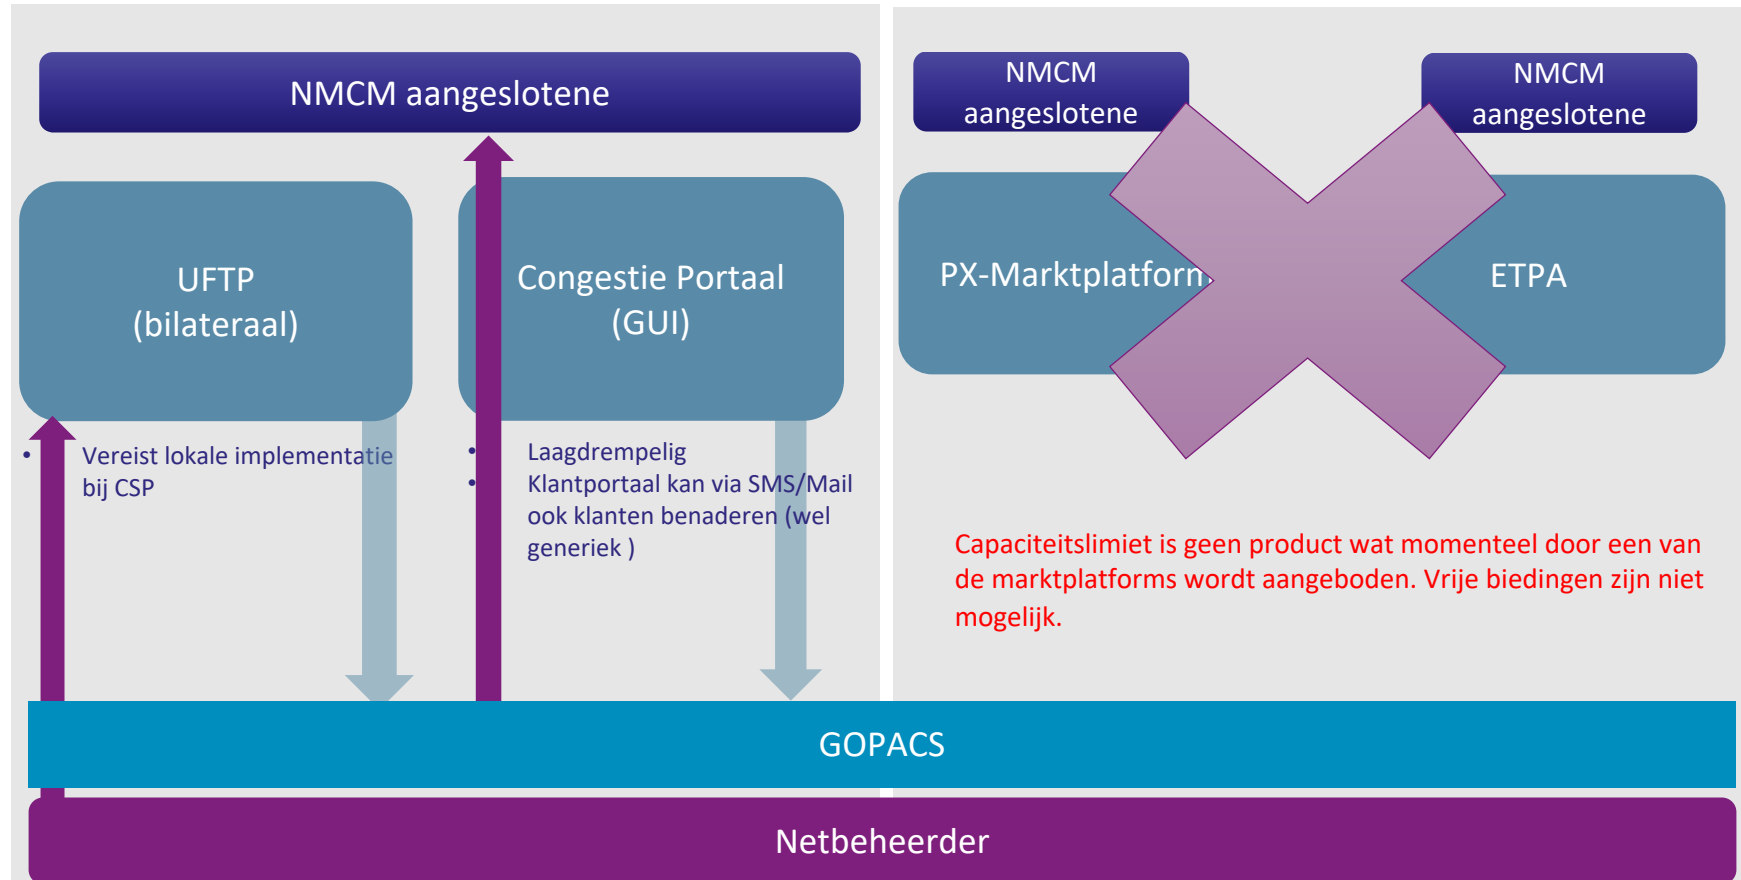 NMCM aangeslotene
UFTP
(bilateraal)
• Vereist lokale implementatie
bij CSP
Congestie Portaal
(GUI)
• Laagdrempelig
• Klantportaal kan via SMS/Mail
ook klanten benaderen (wel
generiek )
NMCM
aangeslotene
NMCM
aangeslotene
PX-Marktplatform
ETPA
Capaciteitslimiet is geen product wat momenteel door een van
de marktplatforms wordt aangeboden. Vrije biedingen zijn niet
mogelijk.
GOPACS
Netbeheerder